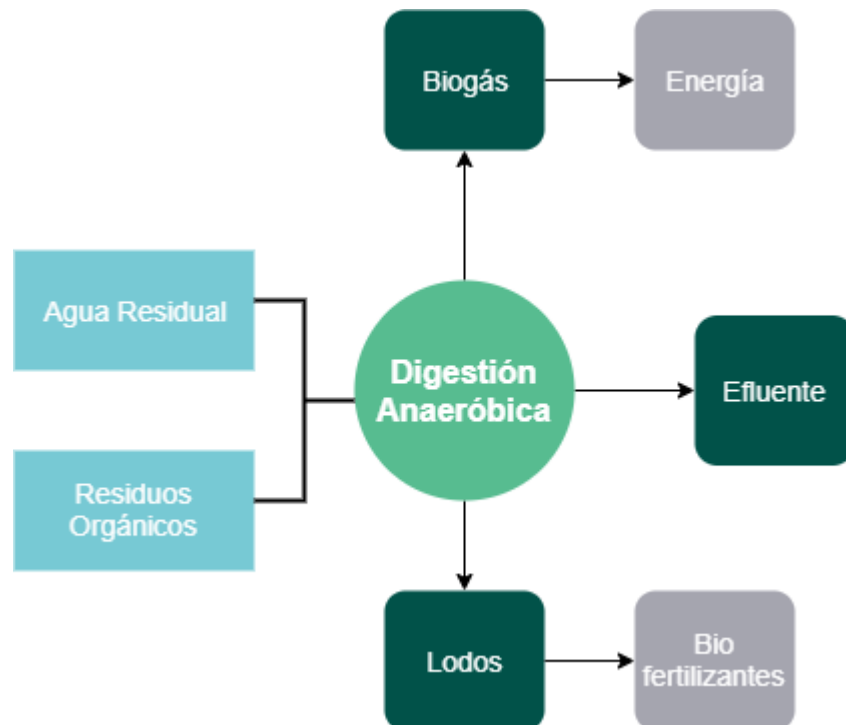 Biogás
Energía
Agua Residual
Digestión
Anaeróbica
Efluente
Residuos
Orgánicos
Lodos
Bio
fertilizantes